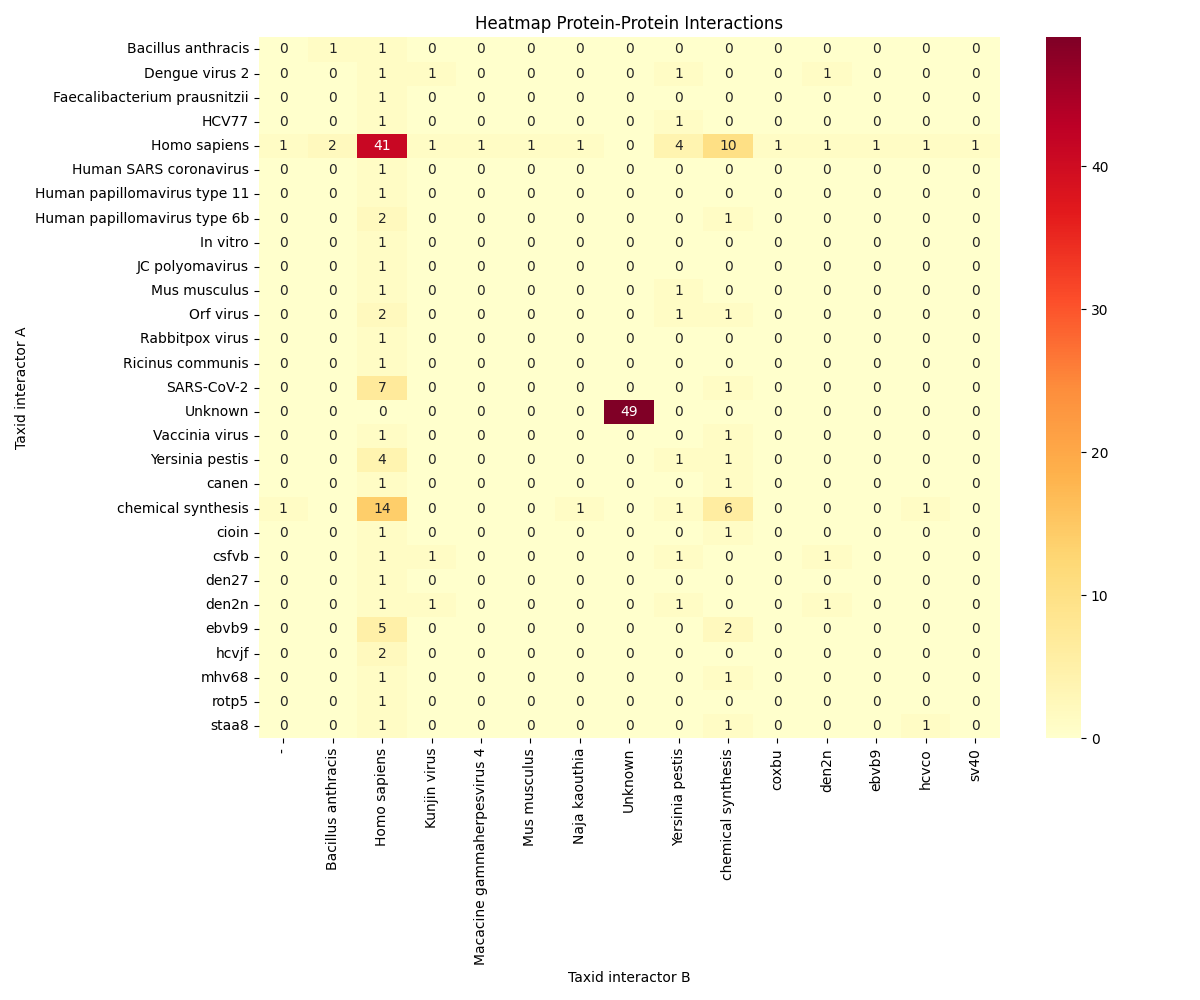 Heatmap Protein-Protein Interactions
Taxid interactor A
Bacillus anthracis 0 1 1 0 0 0 0 0 0 0 0 0 0 0 0
Dengue virus 2 0 0 1 1 0 0 0 0 1 0 0 1 0 0 0
Faecalibacterium prausnitzii 0 0 1 0 0 0 0 0 0 0 0 0 0 0 0
HCV77 0 0 1 0 0 0 0 0 1 0 0 0 0 0 0
Homo sapiens 1 2 41 1 1 1 1 0 4 10 1 1 1 1 1
Human SARS coronavirus 0 0 1 0 0 0 0 0 0 0 0 0 0 0 0
Human papillomavirus type 11 0 0 1 0 0 0 0 0 0 0 0 0 0 0 0
Human papillomavirus type 6b 0 0 2 0 0 0 0 0 0 1 0 0 0 0 0
In vitro 0 0 1 0 0 0 0 0 0 0 0 0 0 0 0
JC polyomavirus 0 0 1 0 0 0 0 0 0 0 0 0 0 0 0
Mus musculus 0 0 1 0 0 0 0 0 1 0 0 0 0 0 0
Orf virus 0 0 2 0 0 0 0 0 1 1 0 0 0 0 0
Rabbitpox virus 0 0 1 0 0 0 0 0 0 0 0 0 0 0 0
Ricinus communis 0 0 1 0 0 0 0 0 0 0 0 0 0 0 0
SARS-CoV-2 0 0 7 0 0 0 0 0 0 1 0 0 0 0 0
Unknown 0 0 0 0 0 0 0 49 0 0 0 0 0 0 0
Vaccinia virus 0 0 1 0 0 0 0 0 0 1 0 0 0 0 0
Yersinia pestis 0 0 4 0 0 0 0 0 1 1 0 0 0 0 0
canen 0 0 1 0 0 0 0 0 0 1 0 0 0 0 0
chemical synthesis 1 0 14 0 0 0 1 0 1 6 0 0 0 1 0
cioin 0 0 1 0 0 0 0 0 0 1 0 0 0 0 0
csfvb 0 0 1 1 0 0 0 0 1 0 0 1 0 0 0
den27 0 0 1 0 0 0 0 0 0 0 0 0 0 0 0
den2n 0 0 1 1 0 0 0 0 1 0 0 1 0 0 0
ebvb9 0 0 5 0 0 0 0 0 0 2 0 0 0 0 0
hcvjf 0 0 2 0 0 0 0 0 0 0 0 0 0 0 0
mhv68 0 0 1 0 0 0 0 0 0 1 0 0 0 0 0
rotp5 0 0 1 0 0 0 0 0 0 0 0 0 0 0 0
staa8 0 0 1 0 0 0 0 0 0 1 0 0 0 1 0
-
Bacillus anthracis
Homo sapiens
Kunjin virus
Macacine gammaherpesvirus 4
Mus musculus
Naja kaouthia
Unknown
Yersinia pestis
chemical synthesis
coxbu
den2n
ebvb9
hcvco
sv40
Taxid interactor B
40
30
20
10
0